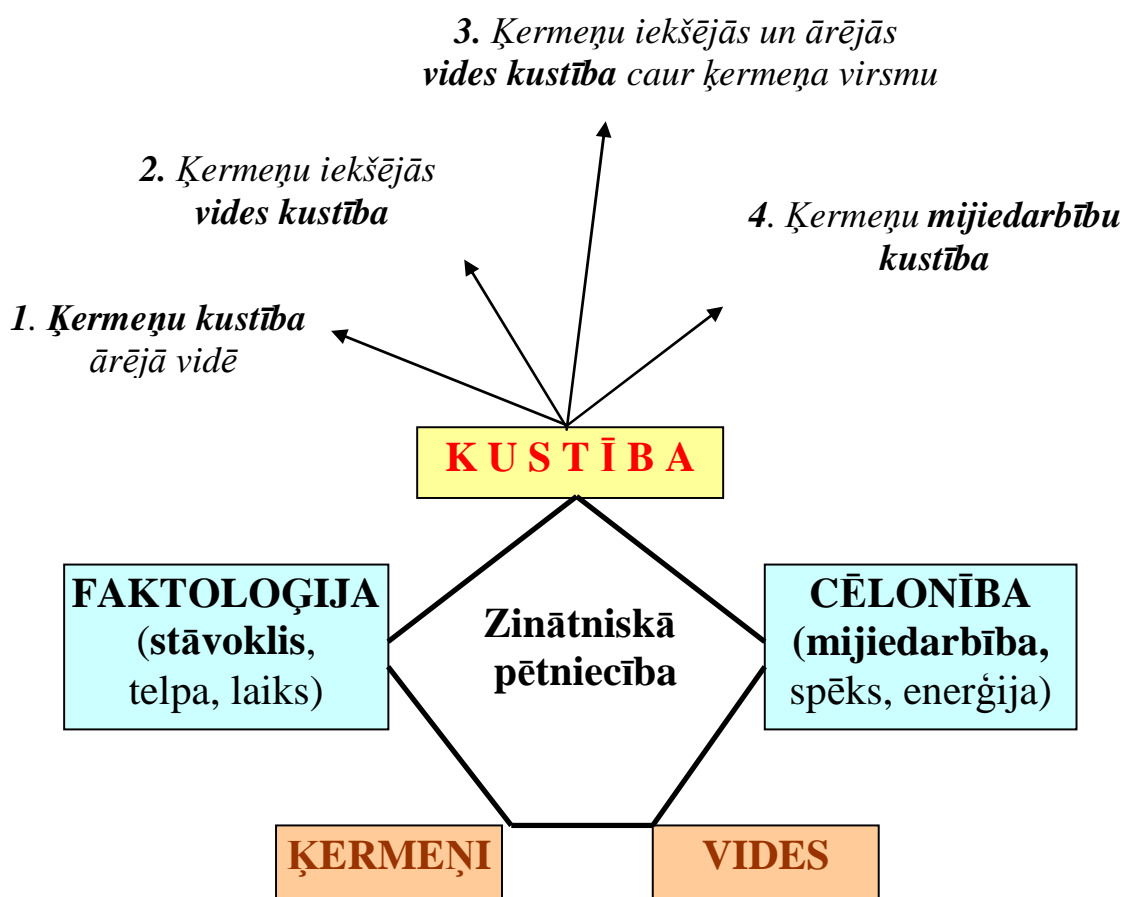 3. Ķermeņu iekšējās un ārējās
vides kustība caur ķermeņa virsmu
2. Ķermeņu iekšējās
vides kustība
4. Ķermeņu mijiedarbību
kustība
1. Ķermeņu kustība
ārējā vidē
K U S T Ī B A
FAKTOLOĢIJA
(stāvoklis,
telpa, laiks)
Zinātniskā
pētniecība
CĒLONĪBA
(mijiedarbība,
spēks, enerģija)
ĶERMEŅI
VIDES